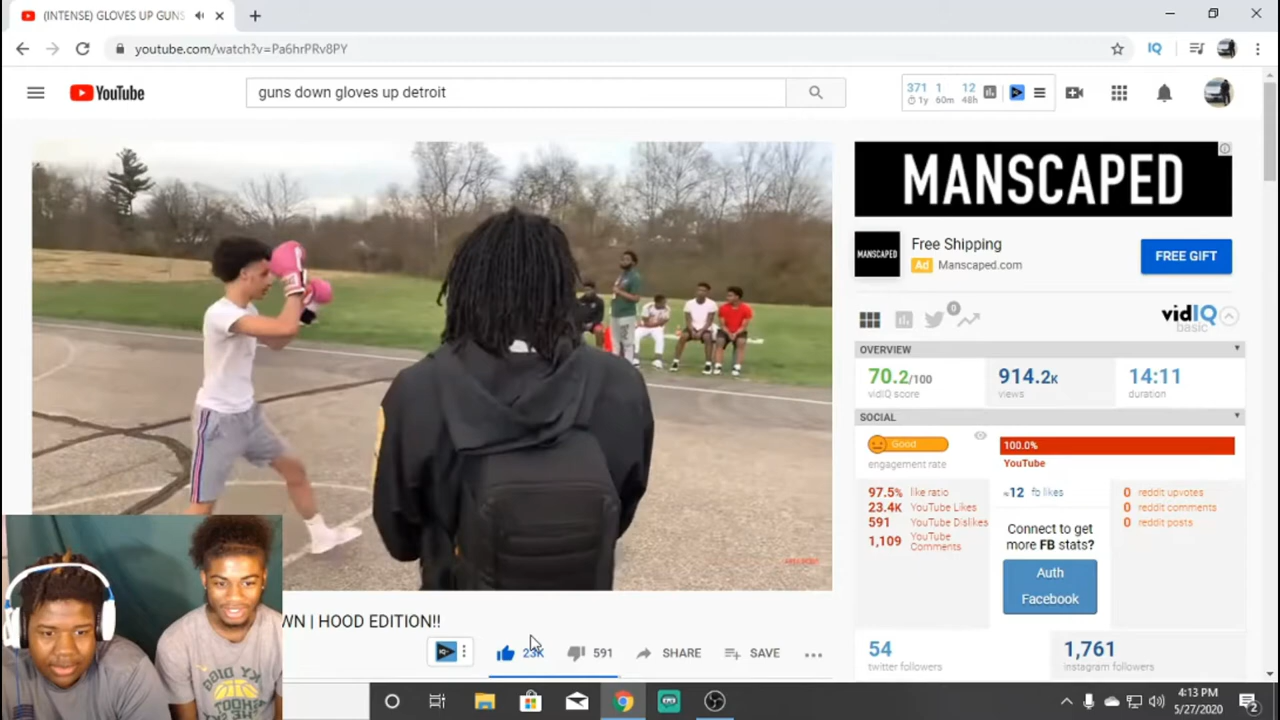 (INTENSE) GLOVES UP GUNS
youtube.com/watch?v=Pa6hrPRv8PY
IQ
YouTube
guns down gloves up detroit
371 1 12
1y 60m 48h
MANSCAPED
MANSCAPED
Free Shipping
Ad Manscaped.com
FREE GIFT
0
vidIQ
basic
OVERVIEW
70.2/100
vidIQ score
914.2K
views
14:11
duration
SOCIAL
Good
engagement rate
100.0%
YouTube
97.5% like ratio
23.4K YouTube Likes
591 YouTube Dislikes
1,109 YouTube Comments
≈12 fb likes
Connect to get
more FB stats?
Auth
Facebook
0 reddit upvotes
0 reddit comments
0 reddit posts
54
twitter followers
1,761
instagram followers
WN | HOOD EDITION!!
23K
591
SHARE
SAVE
4:13 PM
5/27/2020
2